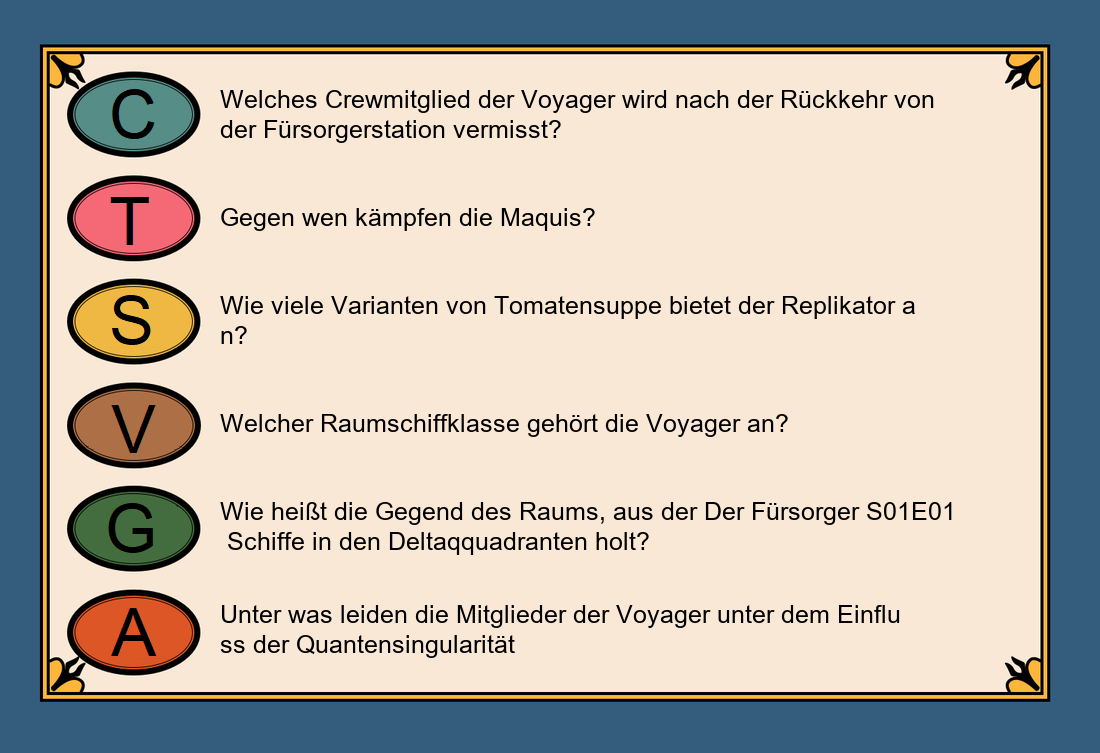 C
Welches Crewmitglied der Voyager wird nach der Rückkehr von
der Fürsorgerstation vermisst?
T
Gegen wen kämpfen die Maquis?
S
Wie viele Varianten von Tomatensuppe bietet der Replikator a
n?
V
Welcher Raumschiffklasse gehört die Voyager an?
G
Wie heißt die Gegend des Raums, aus der Der Fürsorger S01E01
Schiffe in den Deltaqquadranten holt?
A
Unter was leiden die Mitglieder der Voyager unter dem Einflu
ss der Quantensingularität